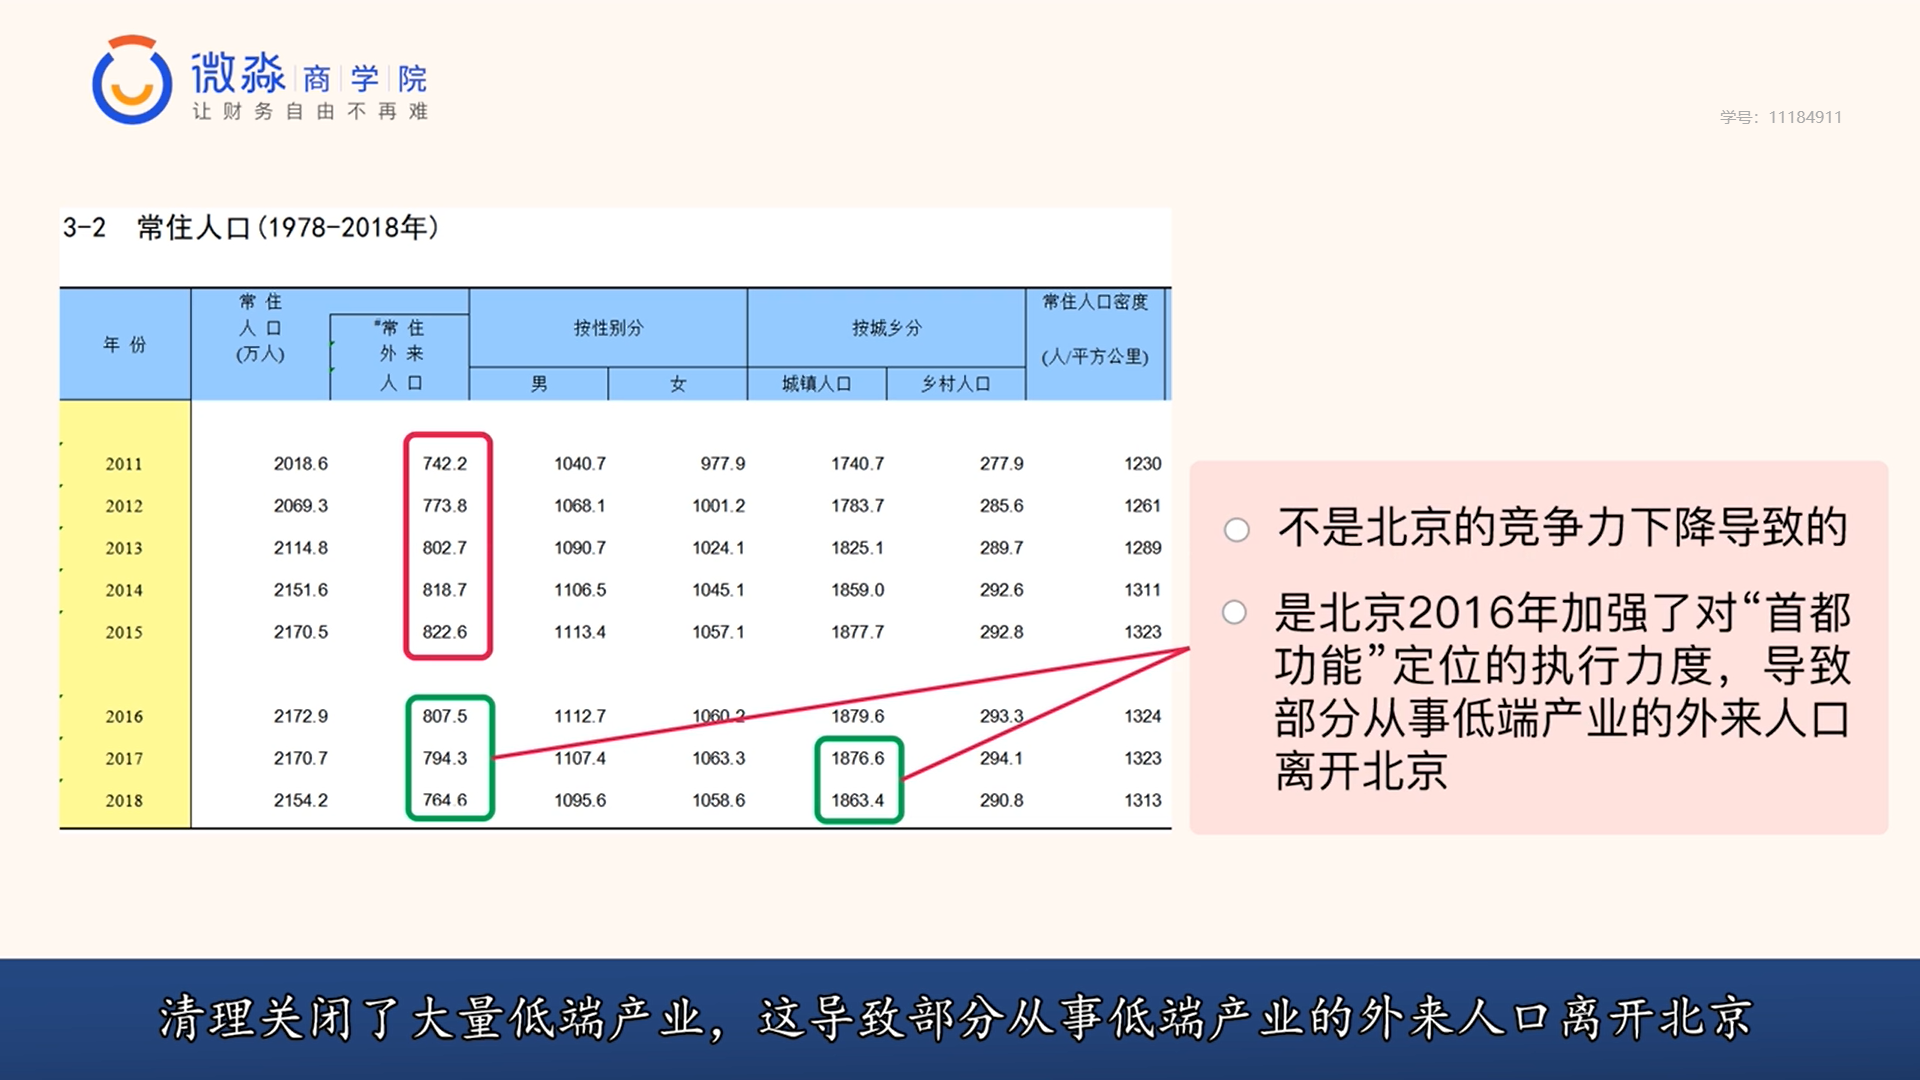 微淼 商 学 院
让财务自由不再难
学号：11184911
3-2 常住人口(1978-2018年)
年 份
常 住
人 口
(万人)
#常 住
外 来
人 口
按性别分
男
女
按城乡分
城镇人口
乡村人口
常住人口密度
(人/平方公里)
2011 2018.6 742.2 1040.7 977.9 1740.7 277.9 1230
2012 2069.3 773.8 1068.1 1001.2 1783.7 285.6 1261
2013 2114.8 802.7 1090.7 1024.1 1825.1 289.7 1289
2014 2151.6 818.7 1106.5 1045.1 1859.0 292.6 1311
2015 2170.5 822.6 1113.4 1057.1 1877.7 292.8 1323
2016 2172.9 807.5 1112.7 1060.2 1879.6 293.3 1324
2017 2170.7 794.3 1107.4 1063.3 1876.6 294.1 1323
2018 2154.2 764.6 1095.6 1058.6 1863.4 290.8 1313
不是北京的竞争力下降导致的
是北京2016年加强了对“首都
功能”定位的执行力度，导致
部分从事低端产业的外来人口
离开北京
清理关闭了大量低端产业，这导致部分从事低端产业的外来人口离开北京